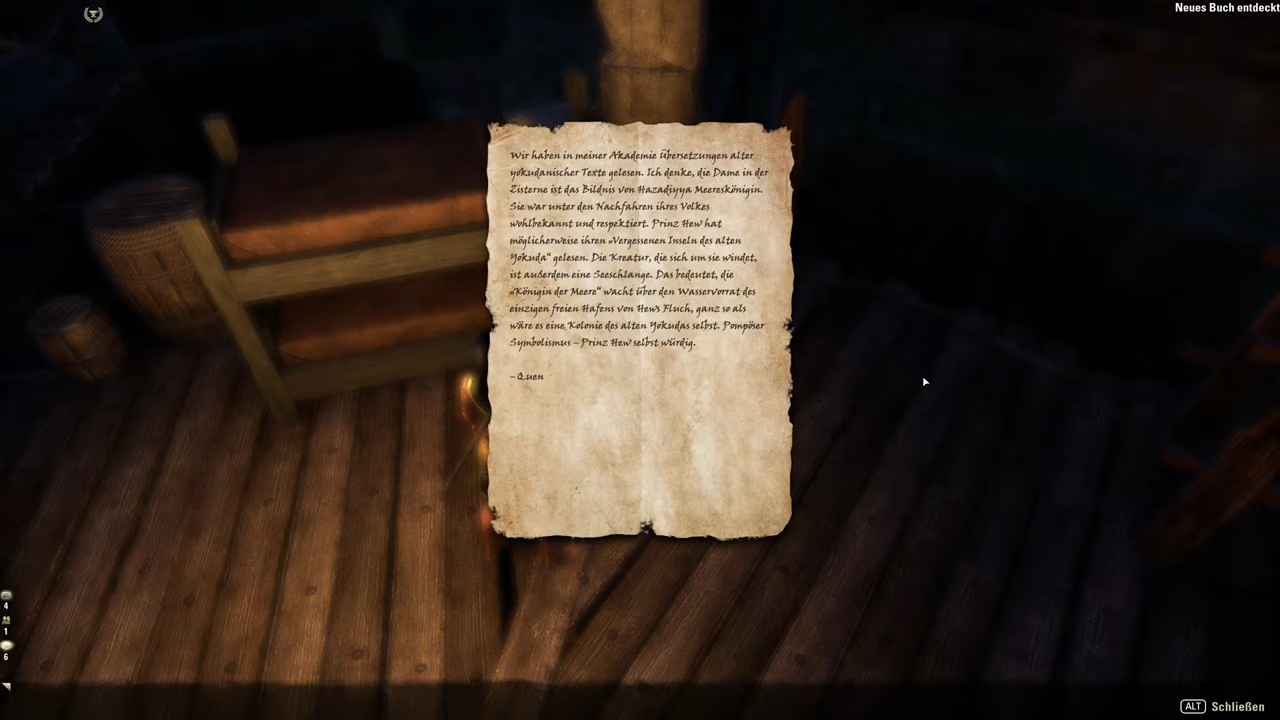 Neues Buch entdeckt
Wir haben in meiner Akademie Übersetzungen alter
yokudanischer Texte gelesen. Ich denke, die Dame in der
Zisterne ist das Bildnis von Hazadiyya Meereskönigin.
Sie war unter den Nachfahren ihres Volkes
wohlbekannt und respektiert. Prinz Hew hat
möglicherweise ihren „Vergessenen Inseln des alten
Yokuda“ gelesen. Die Kreatur, die sich um sie windet,
ist außerdem eine Seeschlange. Das bedeutet, die
„Königin der Meere“ wacht über den Wasservorrat des
einzigen freien Hafens von Hews Fluch, ganz so als
wäre es eine Kolonie des alten Yokudas selbst. Pompöser
Symbolismus – Prinz Hew selbst würdig.
– Quen
4
1
6
ALT Schließen